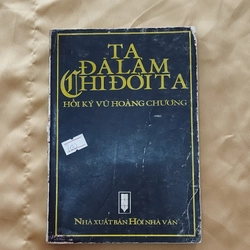 TA
ĐÃ LÀM
CHI ĐỜI TA
HỒI KÝ VŨ HOÀNG CHƯƠNG
NHÀ XUẤT BẢN HỘI NHÀ VĂN